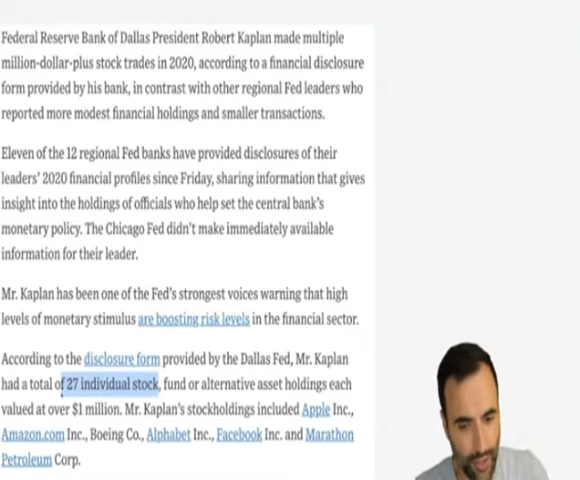 Federal Reserve Bank of Dallas President Robert Kaplan made multiple
million-dollar-plus stock trades in 2020, according to a financial disclosure
form provided by his bank, in contrast with other regional Fed leaders who
reported more modest financial holdings and smaller transactions.
Eleven of the 12 regional Fed banks have provided disclosures of their
leaders' 2020 financial profiles since Friday, sharing information that gives
insight into the holdings of officials who help set the central bank's
monetary policy. The Chicago Fed didn't make immediately available
information for their leader.
Mr. Kaplan has been one of the Fed's strongest voices warning that high
levels of monetary stimulus are boosting risk levels in the financial sector.
According to the disclosure form provided by the Dallas Fed, Mr. Kaplan
had a total of 27 individual stock, fund or alternative asset holdings each
valued at over $1 million. Mr. Kaplan's stockholdings included Apple Inc.,
Amazon.com Inc., Boeing Co., Alphabet Inc., Facebook Inc. and Marathon
Petroleum Corp.